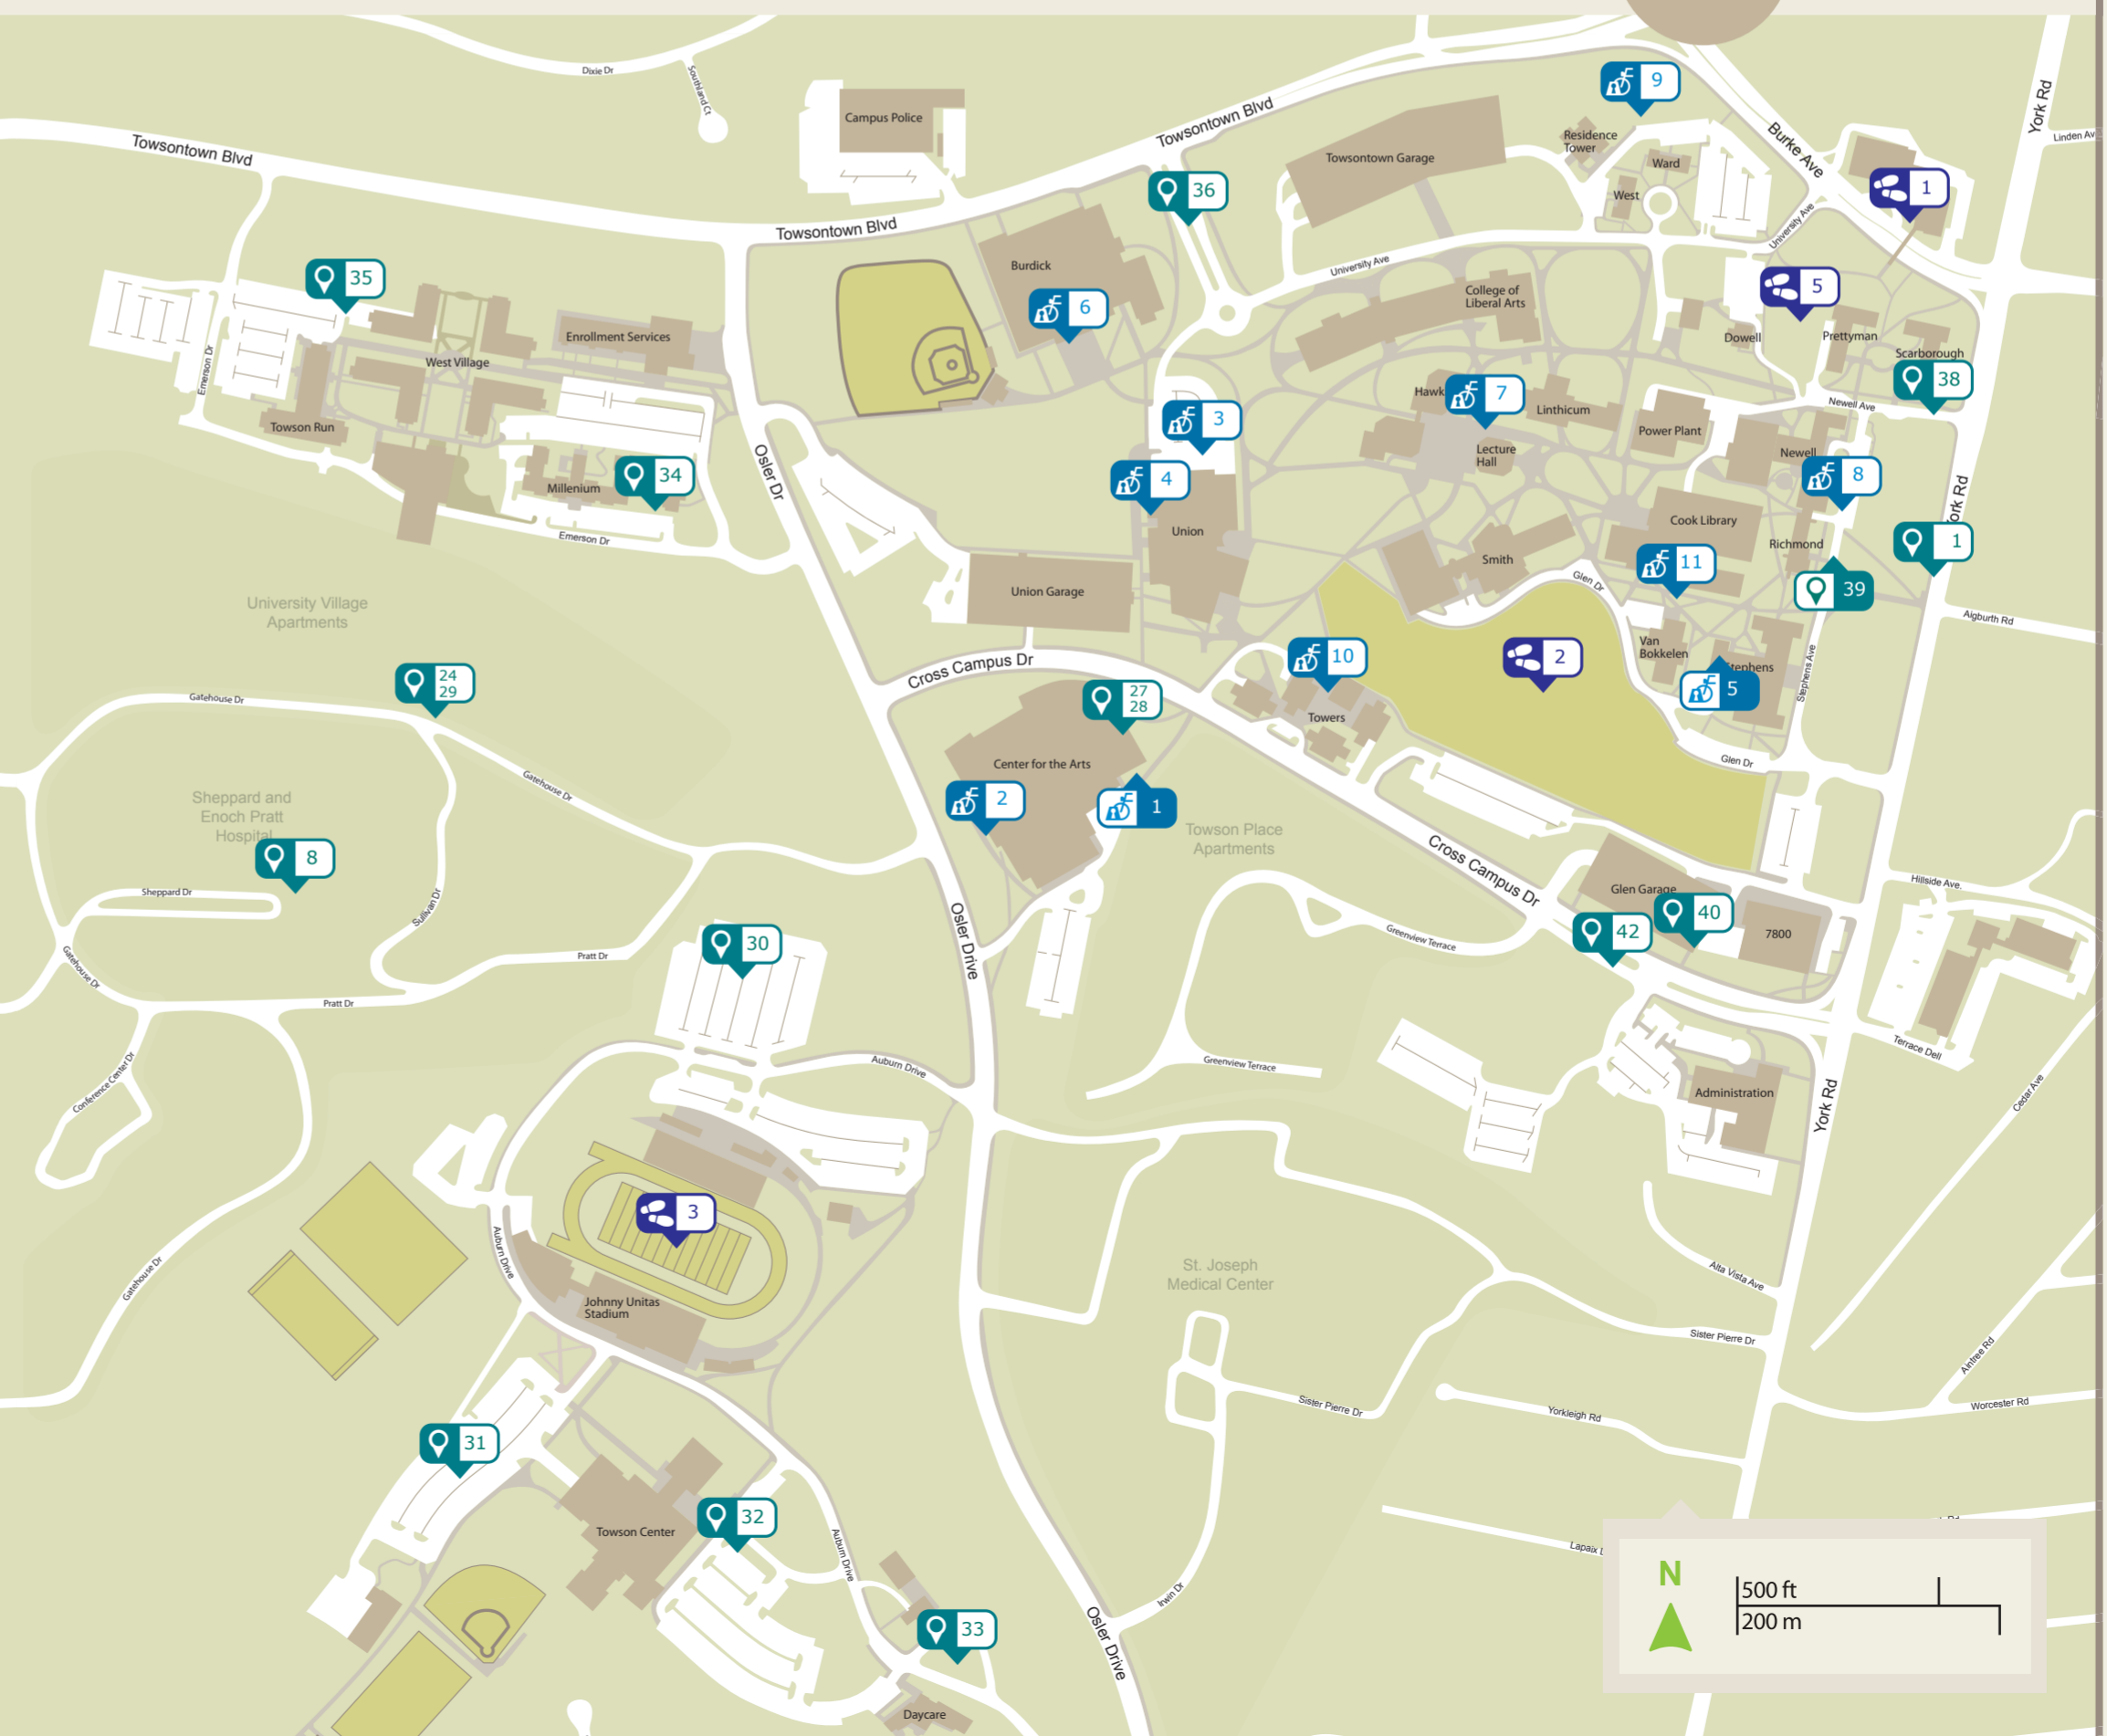 Dixie Dr
Southland Ct
Campus Police
Towsontown Blvd
Towsontown Blvd
Towsontown Blvd
Towsontown Garage
9
Residence
Tower
Ward
West
Burke Ave
York Rd
Linden Av
1
University Ave
36
Burdick
6
University Ave
College of
Liberal Arts
5
Dowell
Prettyman
Scarborough
38
Newell Ave
35
Enrollment Services
West Village
Emerson Dr
Towson Run
Millenium
34
Emerson Dr
Osler Dr
3
4
Union
Union Garage
Hawk
7
Linthicum
Lecture
Hall
Power Plant
Newell
8
Cook Library
Richmond
11
Smith
Glen Dr
York Rd
1
39
Aigburth Rd
Van
Bokkelen
Stephens
5
Stephens Ave
2
Glen Dr
University Village
Apartments
24
29
Gatehouse Dr
Gatehouse Dr
Cross Campus Dr
27
28
10
Towers
Center for the Arts
2
1
Towson Place
Apartments
Sheppard and
Enoch Pratt
Hospital
8
Sheppard Dr
Sullivan Dr
Gatehouse Dr
Pratt Dr
Pratt Dr
30
Osler Drive
Cross Campus Dr
Greenview Terrace
Glen Garage
40
42
7800
Hillside Ave.
Terrace Dell
Greenview Terrace
Auburn Drive
Conference Center Dr
Administration
York Rd
Cedar Ave
3
Auburn Drive
Johnny Unitas
Stadium
Gatehouse Dr
St. Joseph
Medical Center
Alta Vista Ave
Sister Pierre Dr
Aintree Rd
Worcester Rd
Sister Pierre Dr
Yorkleigh Rd
31
Towson Center
32
Auburn Drive
33
Daycare
Irwin Dr
Osler Drive
Lapaix
N
500 ft
200 m